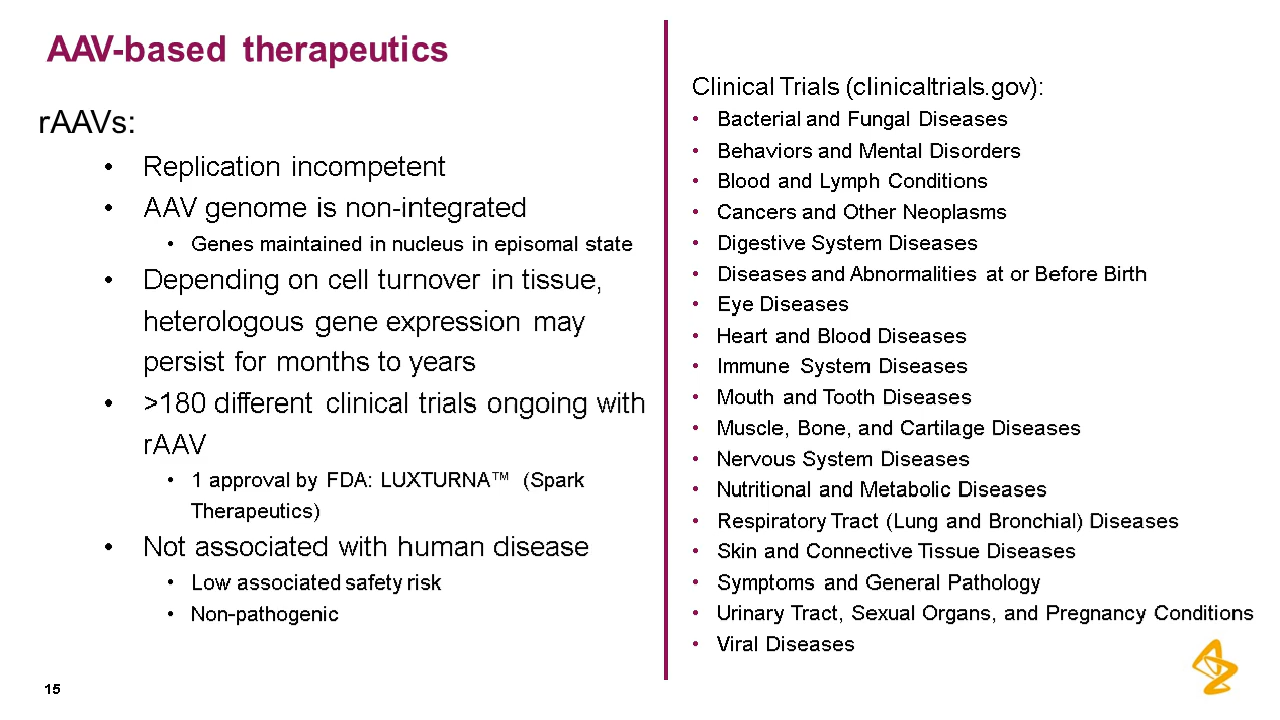 AAV-based therapeutics
rAAVs:
• Replication incompetent
• AAV genome is non-integrated
• Genes maintained in nucleus in episomal state
• Depending on cell turnover in tissue,
heterologous gene expression may
persist for months to years
• >180 different clinical trials ongoing with
rAAV
• 1 approval by FDA: LUXTURNA™ (Spark
Therapeutics)
• Not associated with human disease
• Low associated safety risk
• Non-pathogenic
Clinical Trials (clinicaltrials.gov):
• Bacterial and Fungal Diseases
• Behaviors and Mental Disorders
• Blood and Lymph Conditions
• Cancers and Other Neoplasms
• Digestive System Diseases
• Diseases and Abnormalities at or Before Birth
• Eye Diseases
• Heart and Blood Diseases
• Immune System Diseases
• Mouth and Tooth Diseases
• Muscle, Bone, and Cartilage Diseases
• Nervous System Diseases
• Nutritional and Metabolic Diseases
• Respiratory Tract (Lung and Bronchial) Diseases
• Skin and Connective Tissue Diseases
• Symptoms and General Pathology
• Urinary Tract, Sexual Organs, and Pregnancy Conditions
• Viral Diseases
15